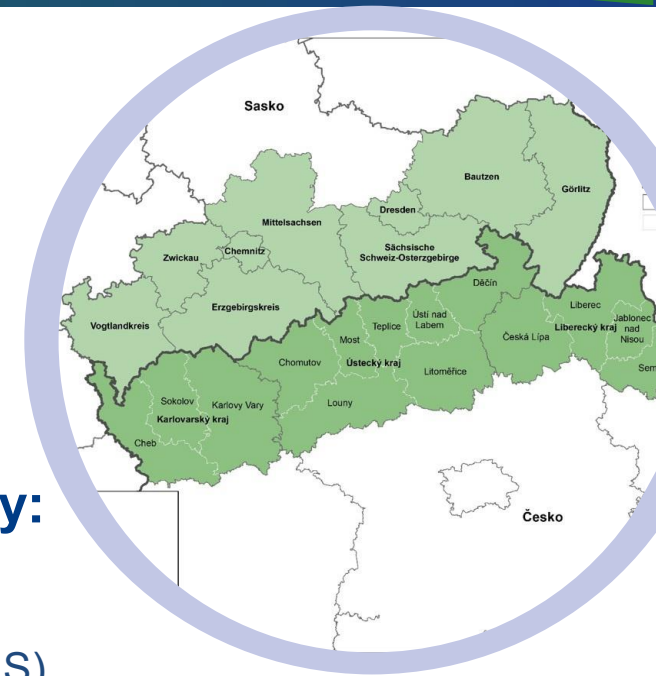 Sasko
Bautzen
Görlitz
Dresden
Mittelsachsen
Sächsische
Schweiz-Osterzgebirge
Chemnitz
Zwickau
Erzgebirgskreis
Vogtlandkreis
Děčín
Liberec
Liberecký kraj
Jablonec
nad
Nisou
Ústí nad
Labem
Teplice
Most
Česká Lípa
Ústecký kraj
Chomutov
Litoměřice
Sem
Louny
Sokolov
Karlovy Vary
Karlovarský kraj
Cheb
y:
Česko
S)